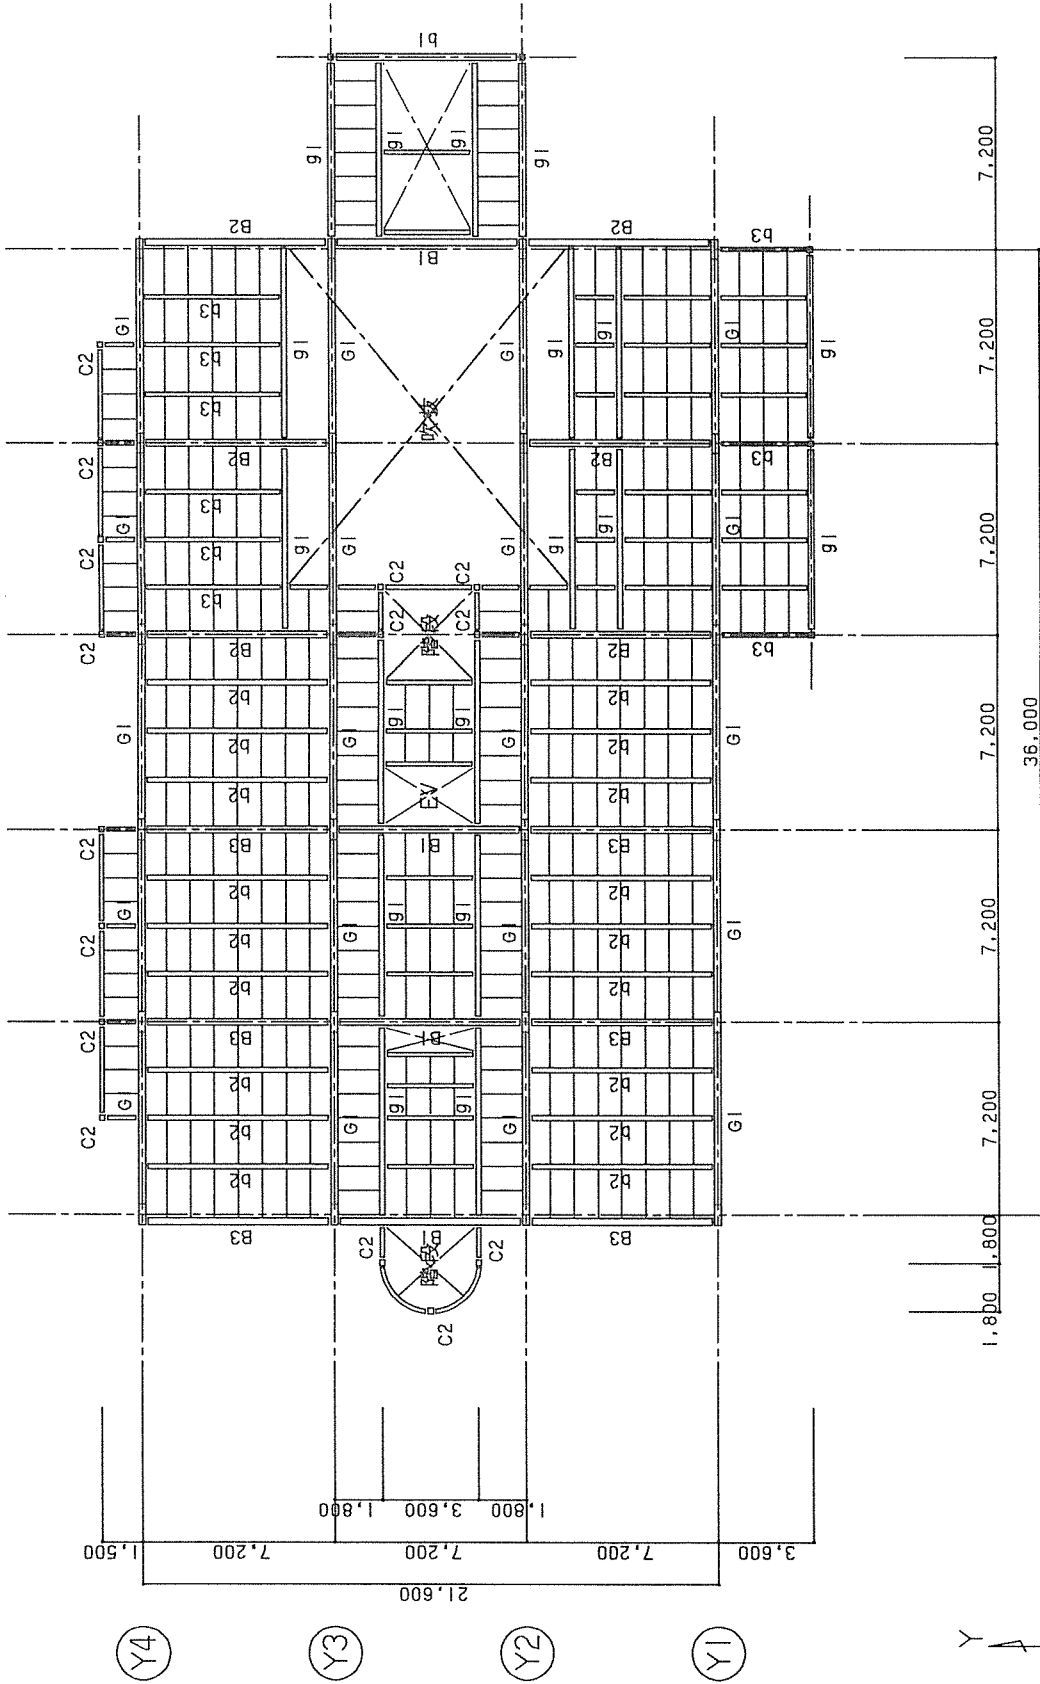 C2 C2 C2 C2 C2 C2 C2 C2
1,500 G1 G1 G1 G1 G1
Y4
7,200 B3 b2 b2 b2 B3 b2 b2 b2 B3 b2 b2 b2 B2 b3 b3 b3 B2 b3 b3 b3 B2
g1 g1 g1
Y3
1,800 G1 G1 G1 G1 G1
C2 g1 g1 g1 C2 C2 g1
21,600 7,200 3,600 C2 階段 B1 B1 B1 EV 階段 吹抜 B1 b1
g1 g1 g1 C2 C2 g1
C2
1,800 G1 G1 G1 G1 G1
Y2
g1 g1 g1
g1 g1
7,200 B3 b2 b2 b2 B3 b2 b2 b2 B3 b2 b2 b2 B2 B2 B2
Y1
G1 G1 G1 G1 G1
3,600 b3 b3 b3
g1 g1
1,800 1,800 7,200 7,200 7,200 7,200 7,200 7,200
36,000
Y